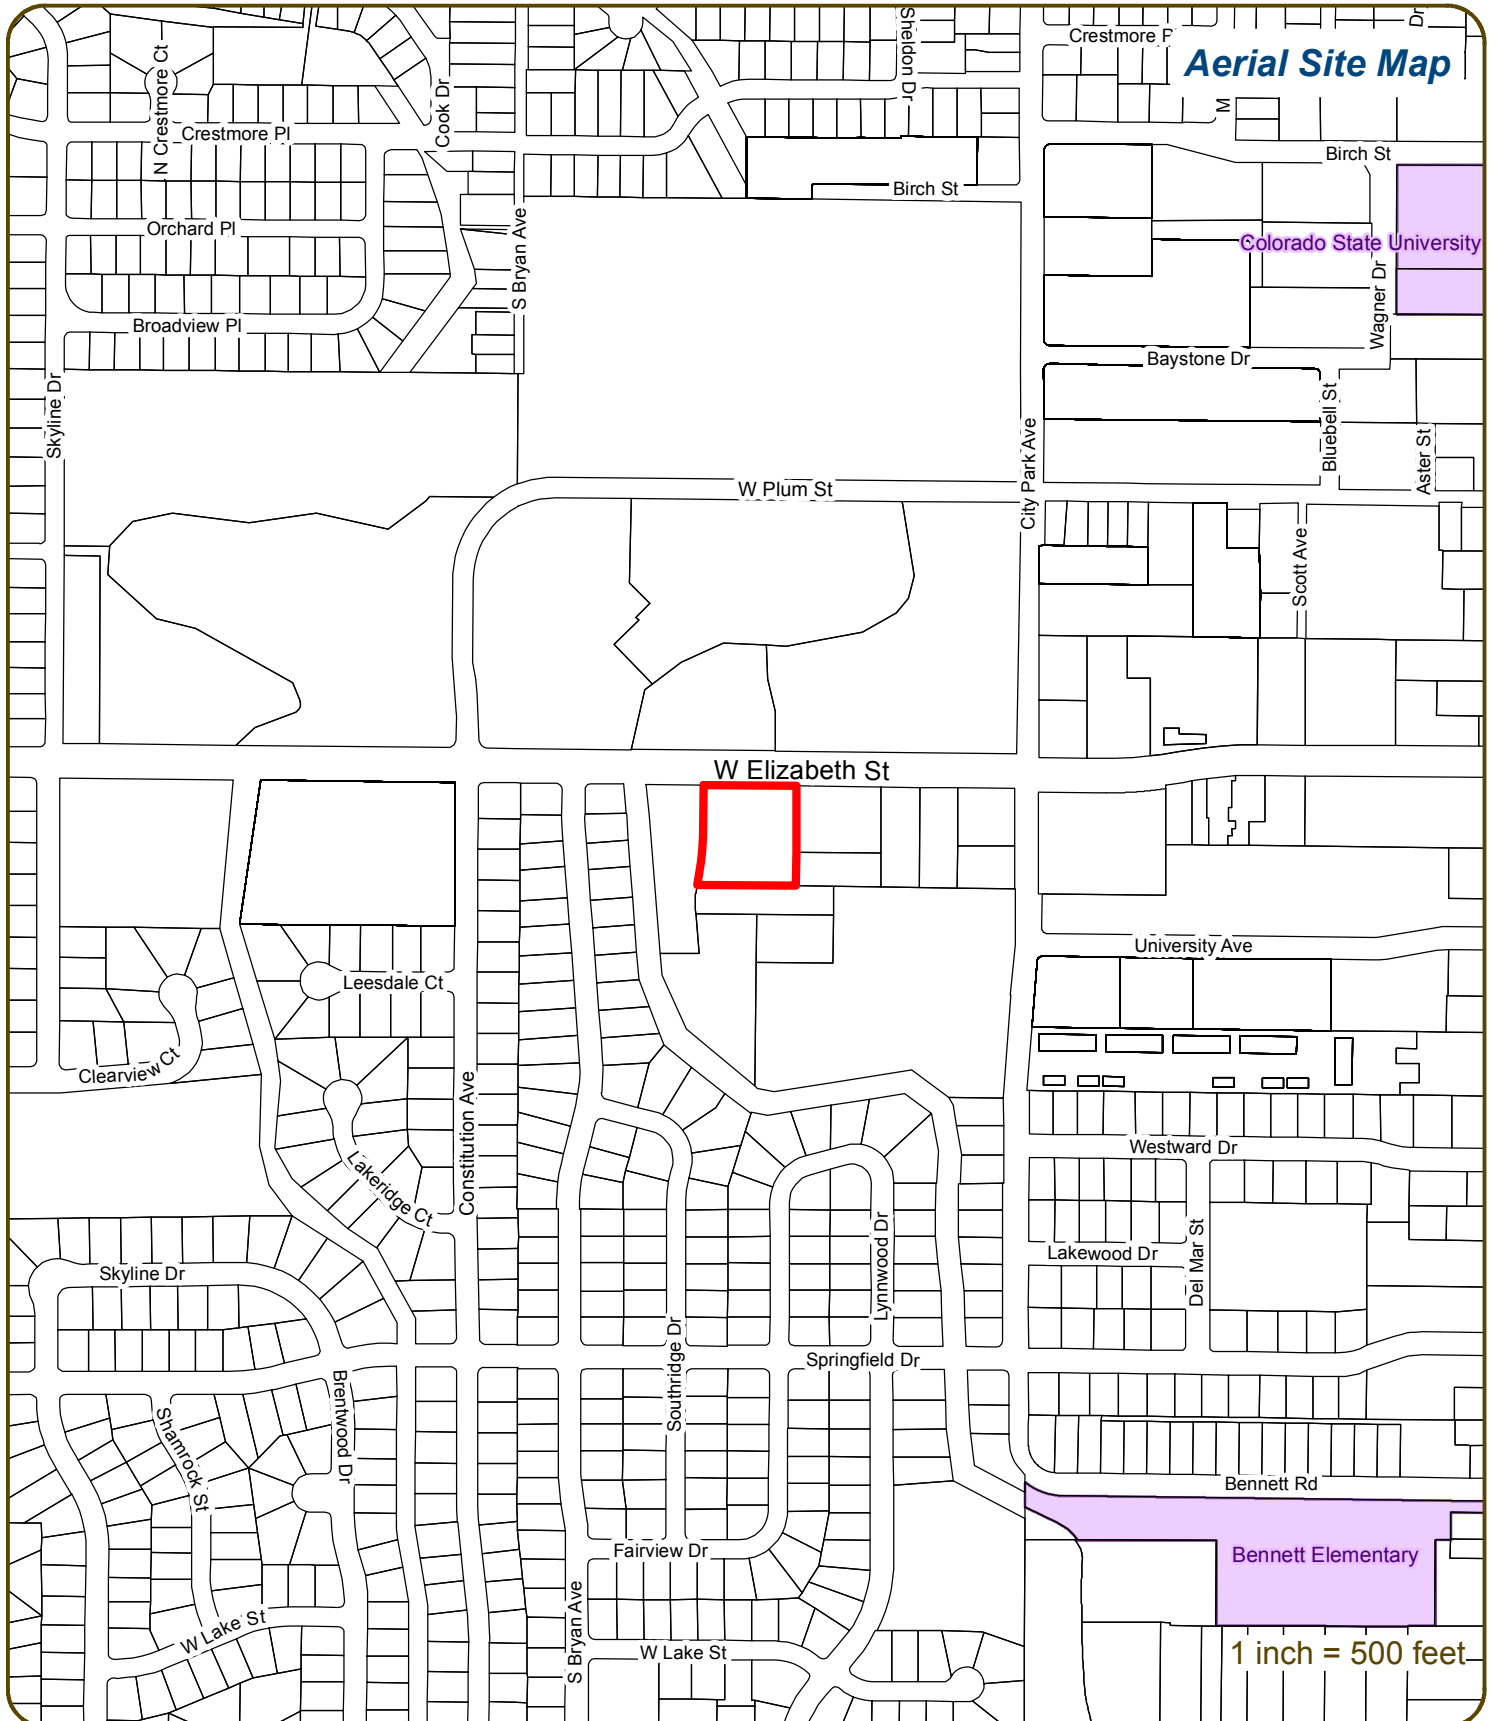 Sheldon Dr
Crestmore P
Dr
Aerial Site Map
N Crestmore Ct
Cook Dr
M
Crestmore Pl
Birch St
Birch St
Orchard Pl
S Bryan Ave
Colorado State University
Wagner Dr
Broadview Pl
Baystone Dr
Skyline Dr
Bluebell St
City Park Ave
Aster St
W Plum St
Scott Ave
W Elizabeth St
University Ave
Leesdale Ct
Clearview Ct
Constitution Ave
Westward Dr
Lakeridge Ct
Lynnwood Dr
Del Mar St
Lakewood Dr
Skyline Dr
Southridge Dr
Springfield Dr
Brentwood Dr
Shamrock St
Bennett Rd
Fairview Dr
Bennett Elementary
S Bryan Ave
W Lake St
W Lake St
1 inch = 500 feet